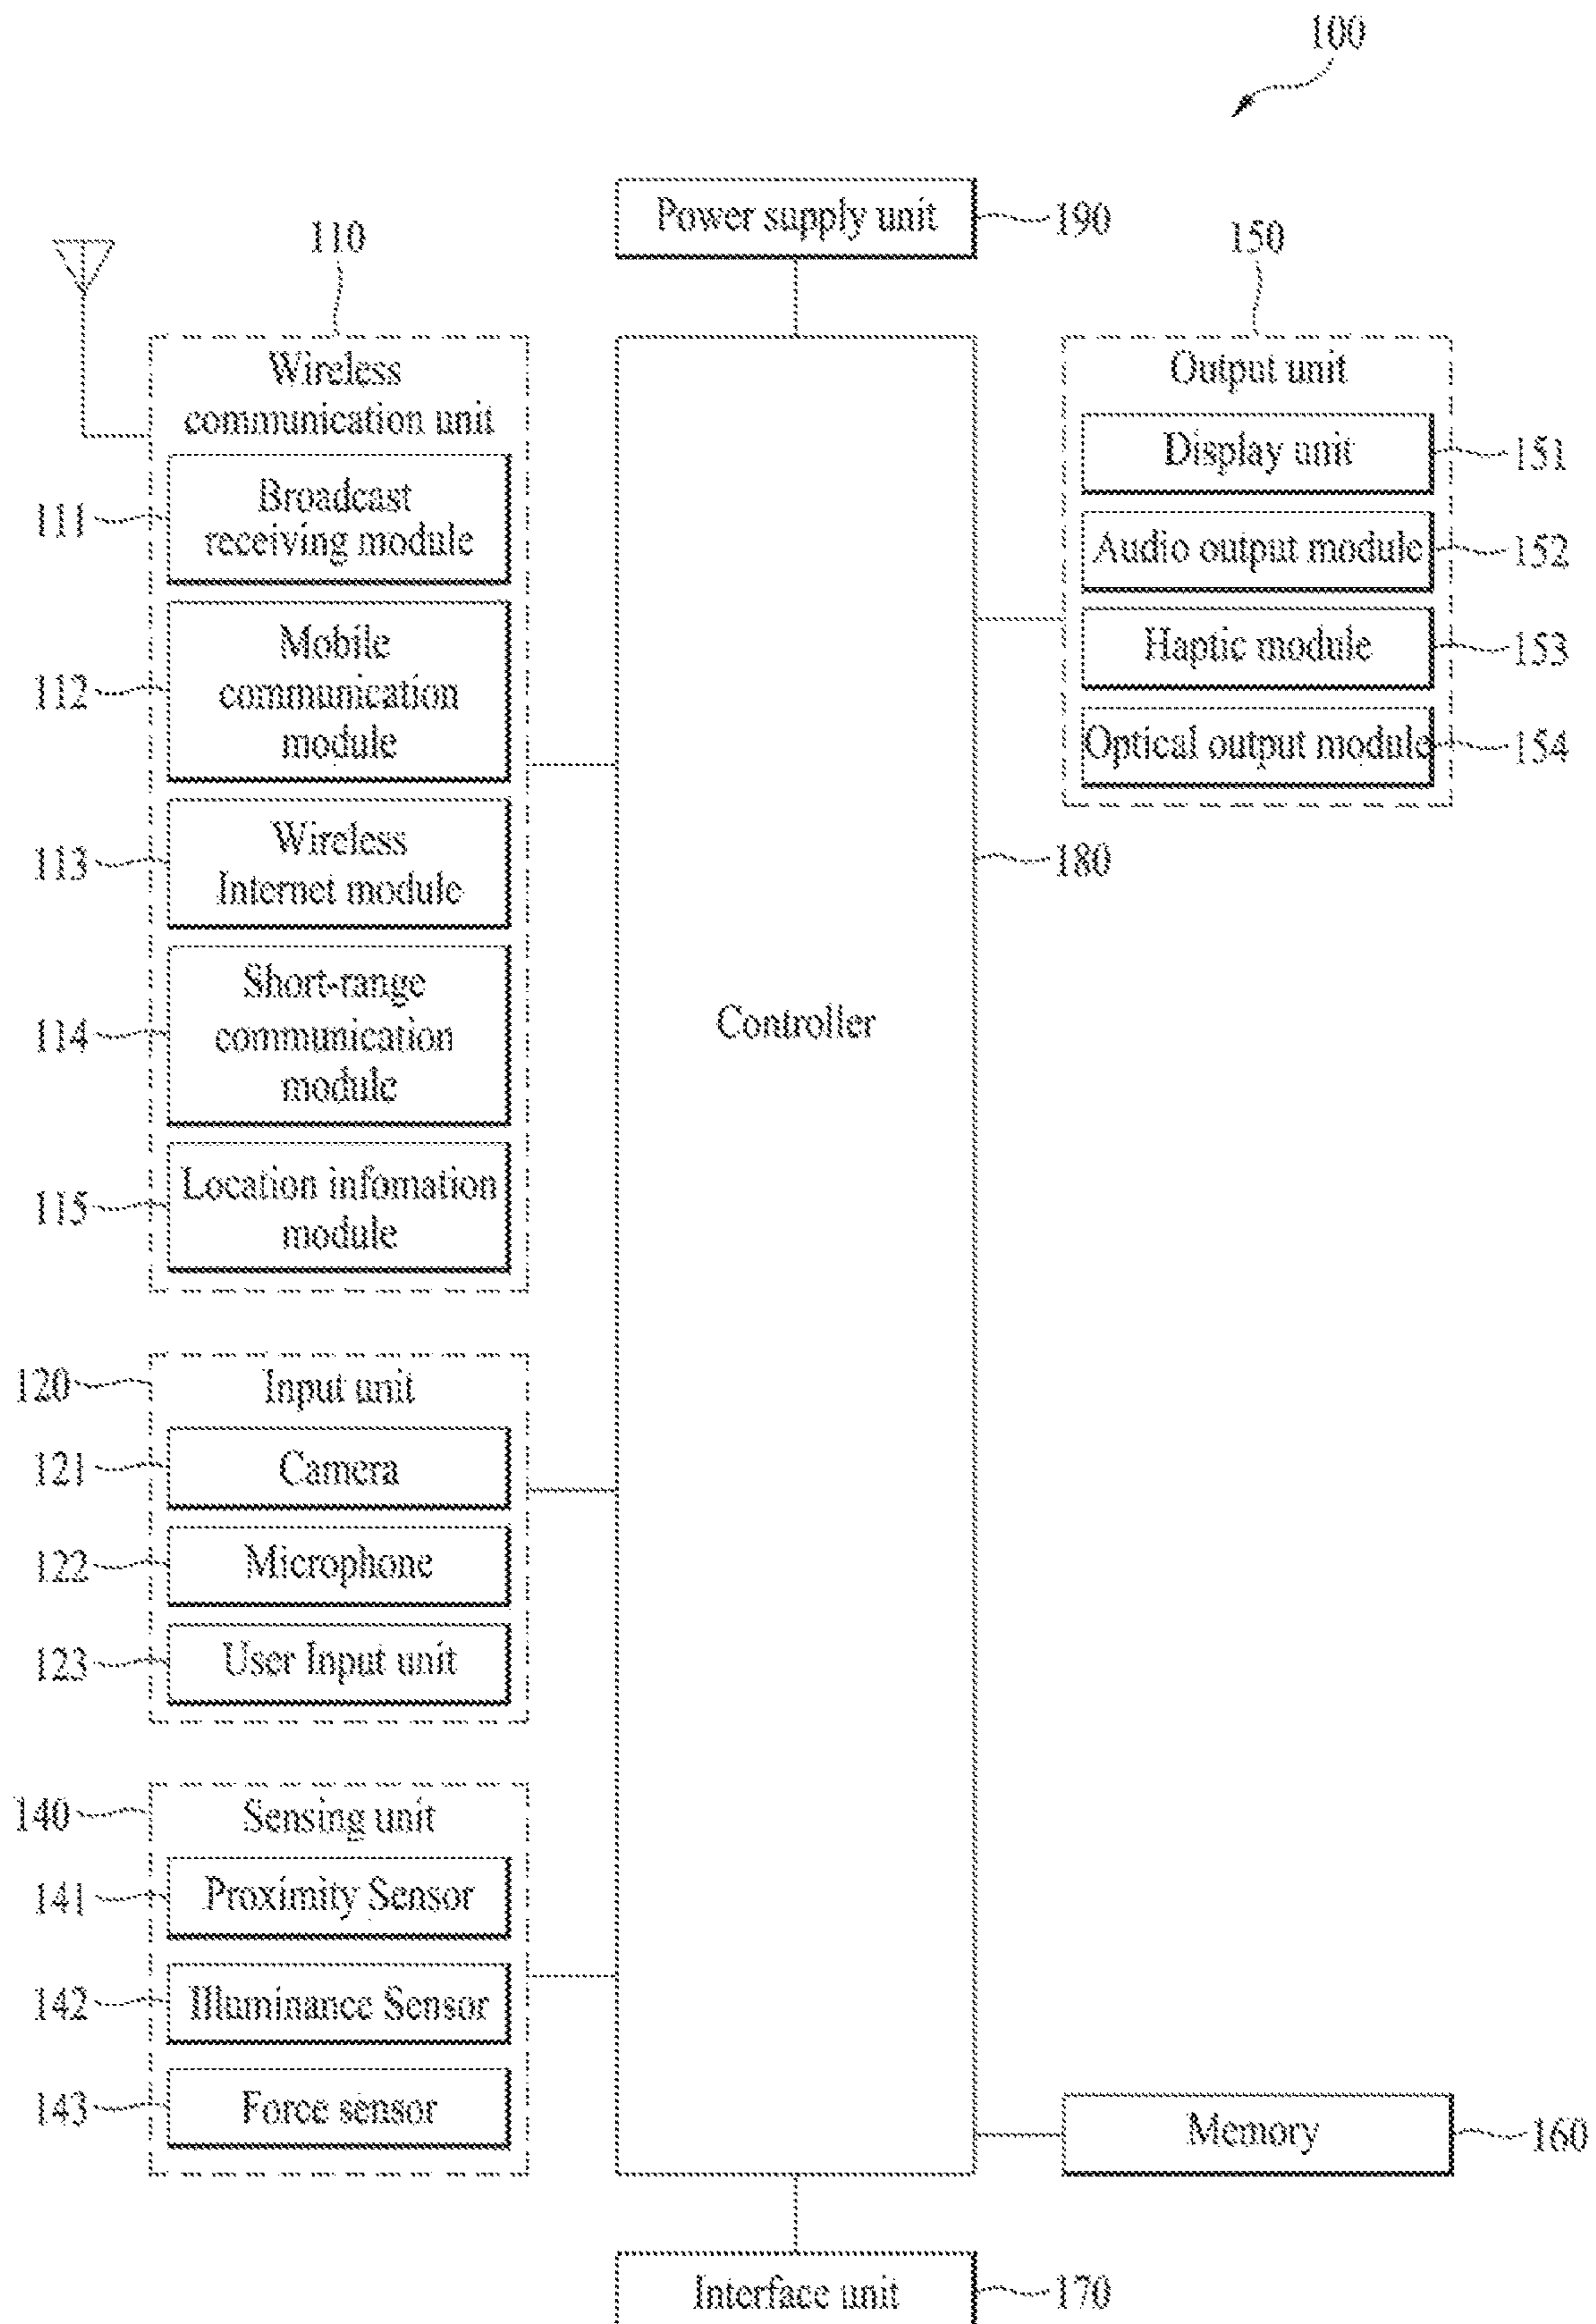 100
Power supply unit
190
110
150
Wireless
communication unit
Broadcast
receiving module
111
Mobile
communication
module
112
Wireless
Internet module
113
Short-range
communication
module
114
Location infomation
module
115
Output unit
Display unit
151
Audio output module
152
Haptic module
153
Optical output module
154
Controller
180
120
Input unit
121
Camera
122
Microphone
123
User Input unit
140
Sensing unit
141
Proximity Sensor
142
Illuminance Sensor
143
Force sensor
Memory
160
Interface unit
170